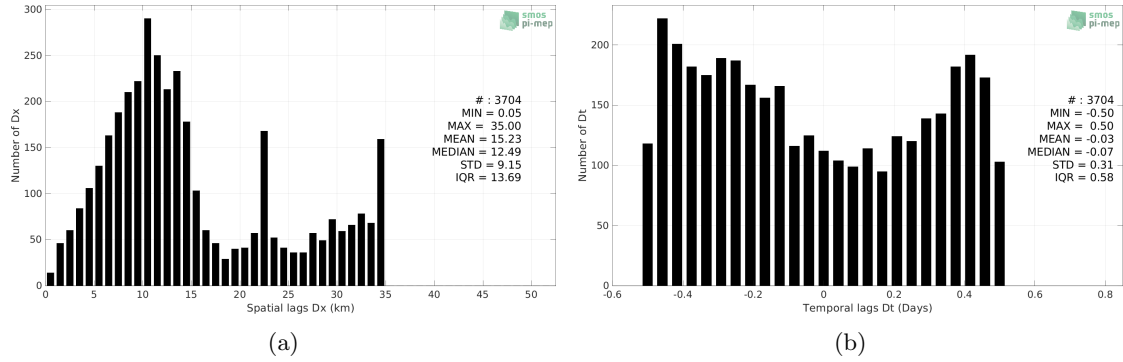 300
250
200
150
100
50
0
Number of Dx
0 5 10 15 20 25 30 35 40 45 50
Spatial lags Dx (km)
smos
pi-mep
# : 3704
MIN = 0.05
MAX = 35.00
MEAN = 15.23
MEDIAN = 12.49
STD = 9.15
IQR = 13.69
(a)
200
150
100
50
0
Number of Dt
-0.6 -0.4 -0.2 0 0.2 0.4 0.6 0.8
Temporal lags Dt (Days)
smos
pi-mep
# : 3704
MIN = -0.50
MAX = 0.50
MEAN = -0.03
MEDIAN = -0.07
STD = 0.31
IQR = 0.58
(b)